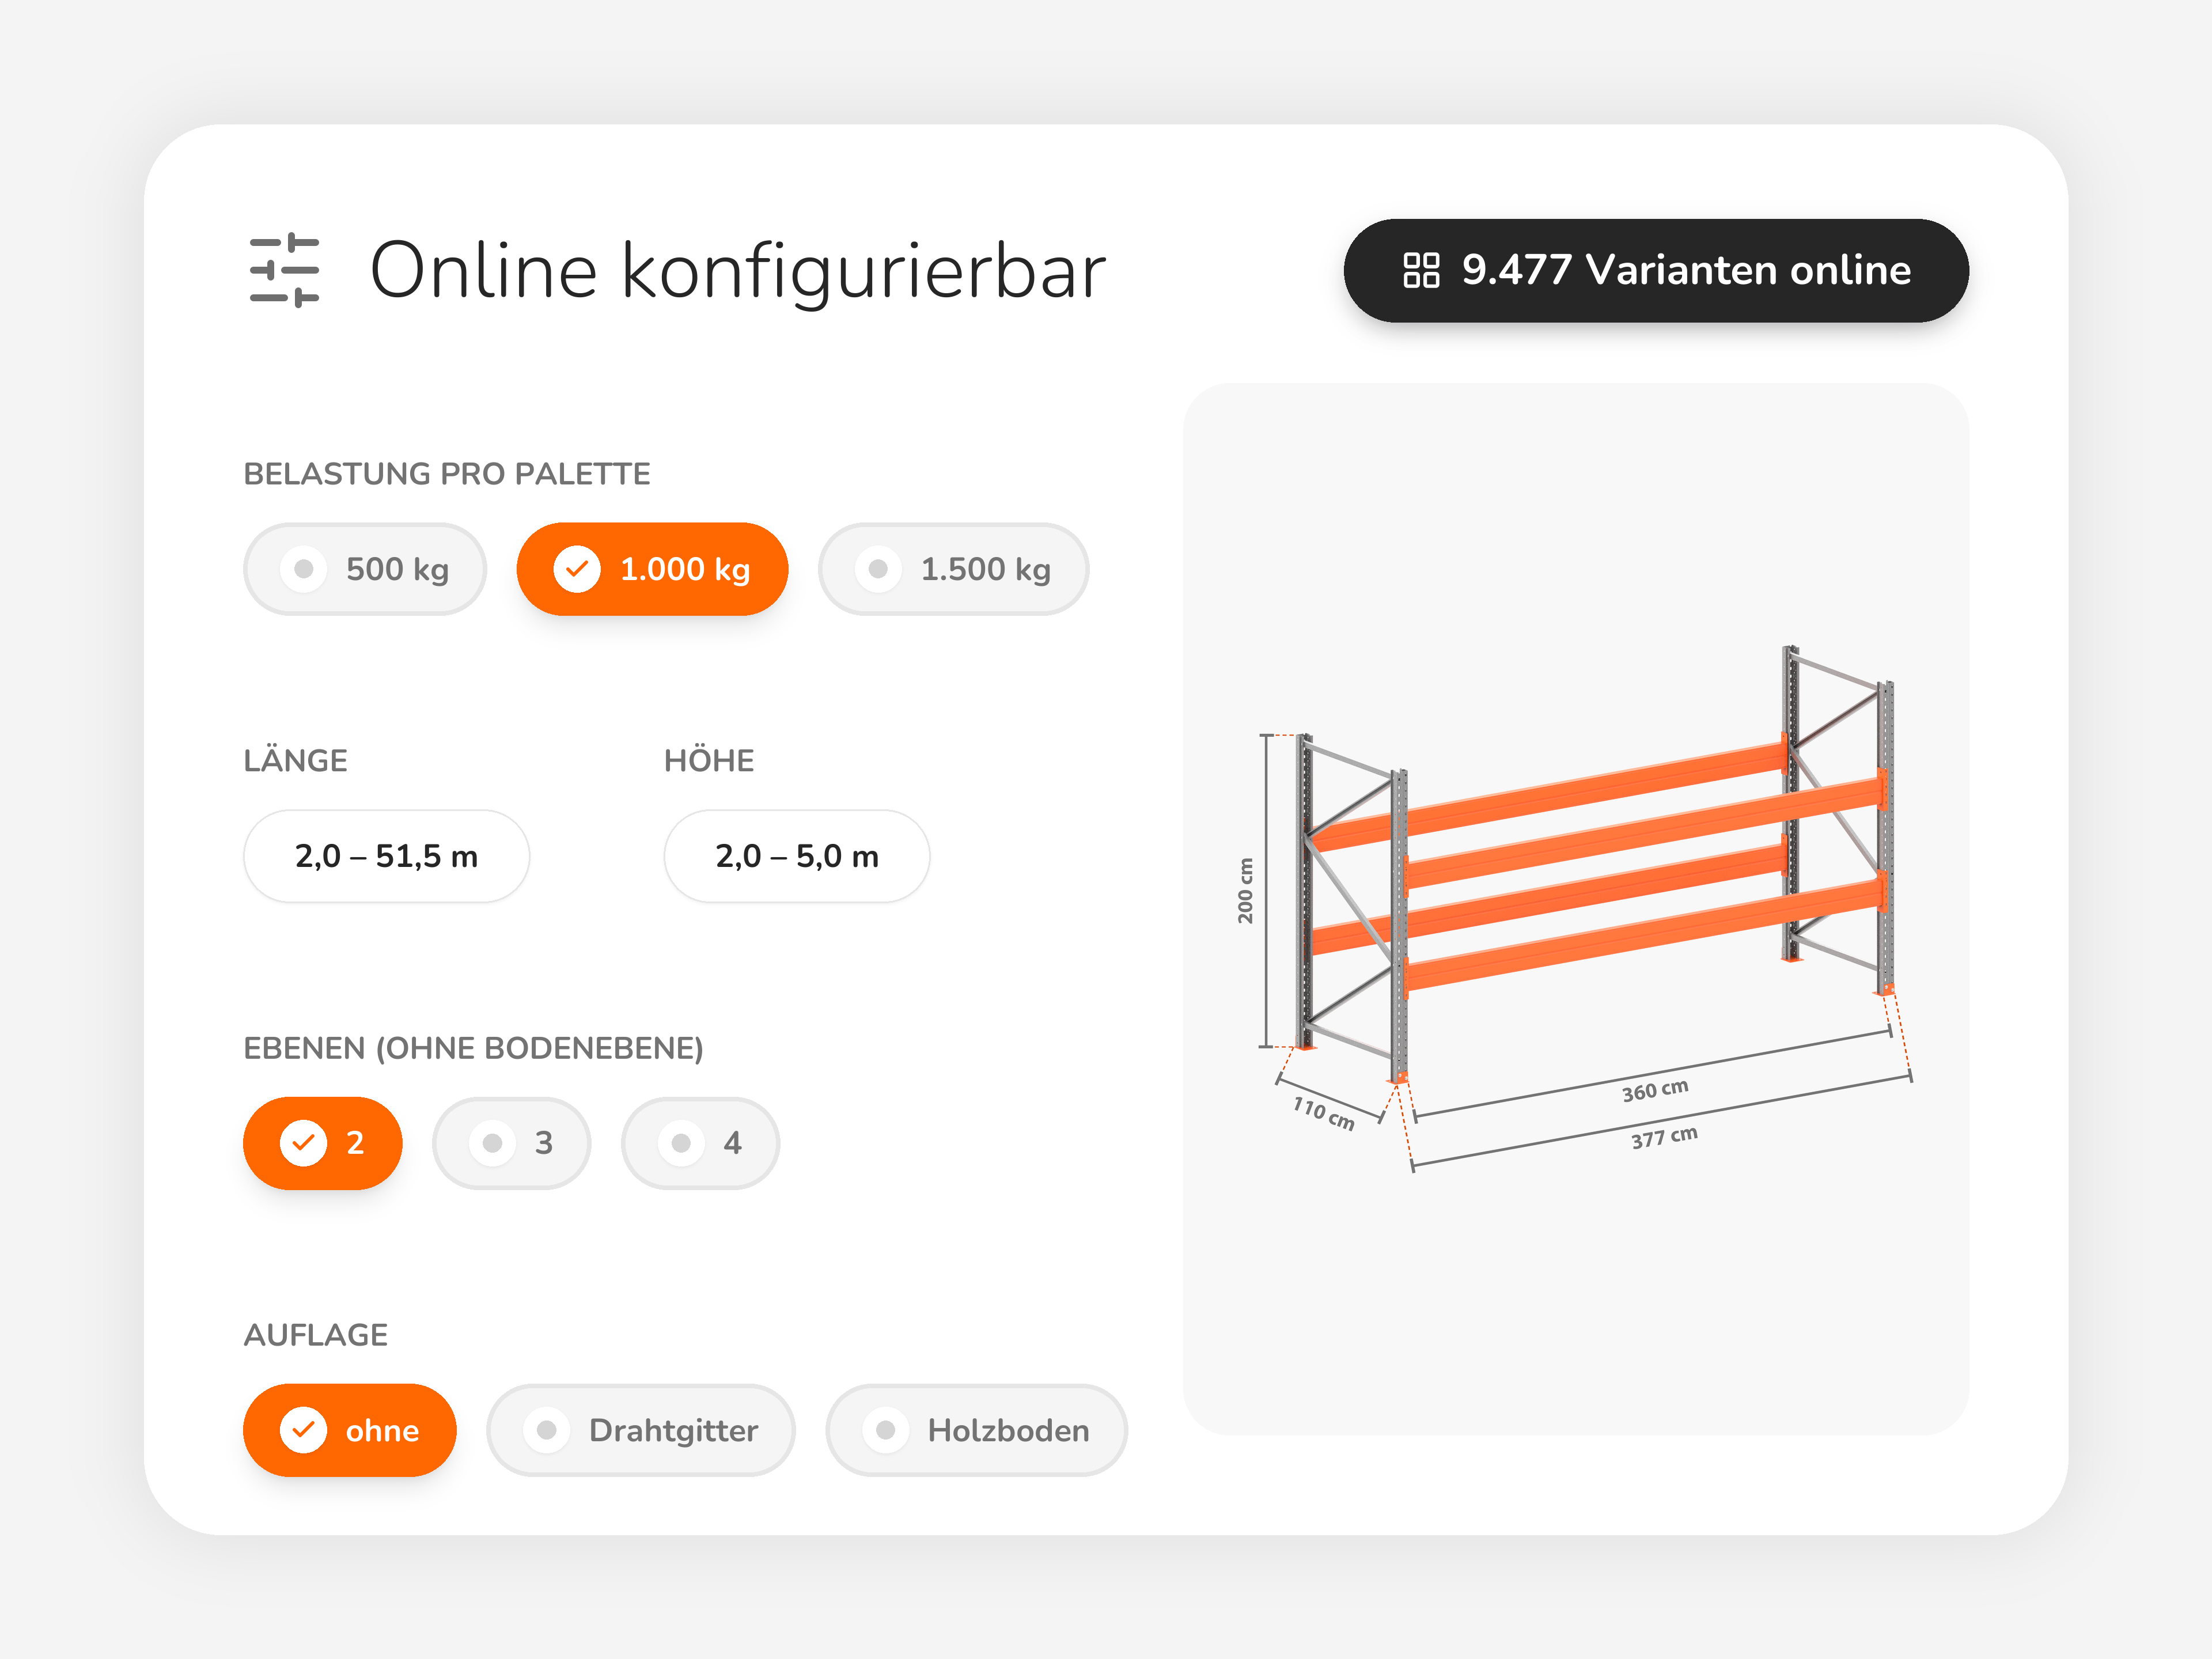 Online konfigurierbar
9.477 Varianten online
BELASTUNG PRO PALETTE
500 kg
1.000 kg
1.500 kg
LÄNGE
HÖHE
2,0 – 51,5 m
2,0 – 5,0 m
EBENEN (OHNE BODENEBENE)
2
3
4
AUFLAGE
ohne
Drahtgitter
Holzboden
200 cm
110 cm
360 cm
377 cm